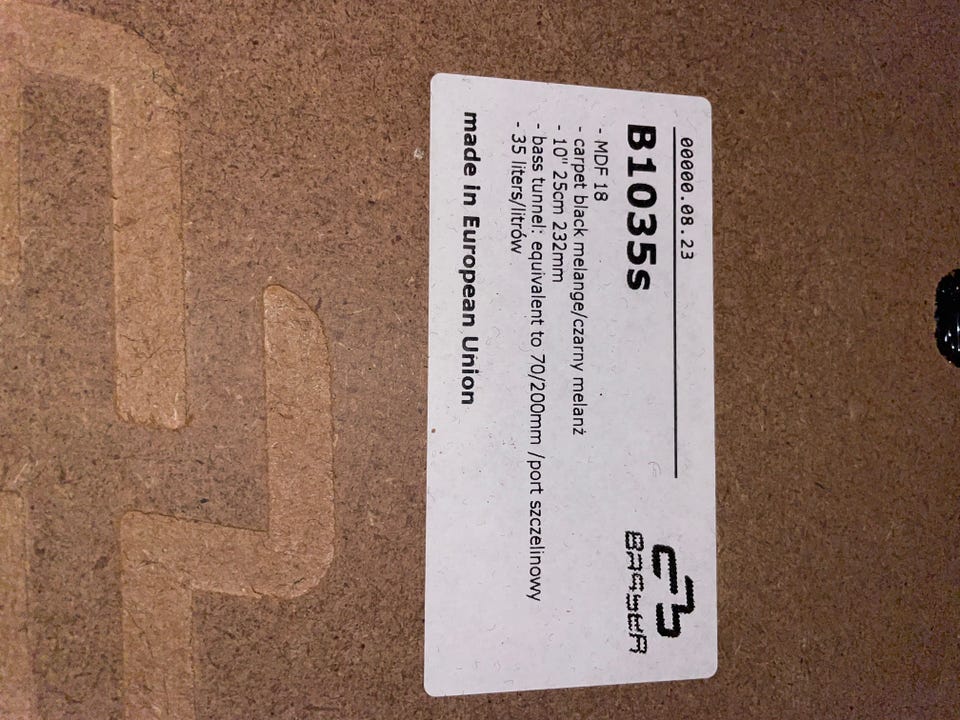 00000.08.23
B1035s
- MDF 18
- carpet black melange/czarny melanż
- 10" 25cm 232mm
- bass tunnel: equivalent to 70/200mm /port szczelinowy
- 35 liters/litrów
made in European Union